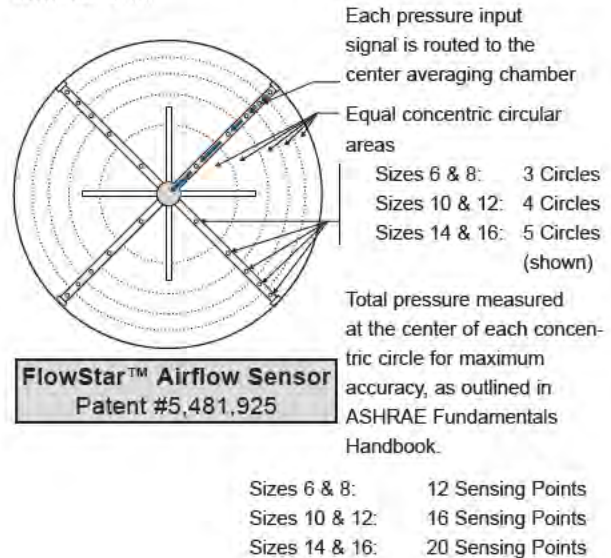 Each pressure input
signal is routed to the
center averaging chamber
Equal concentric circular
areas
Sizes 6 & 8: 3 Circles
Sizes 10 & 12: 4 Circles
Sizes 14 & 16: 5 Circles
(shown)
Total pressure measured
at the center of each concen-
tric circle for maximum
accuracy, as outlined in
ASHRAE Fundamentals
Handbook.
FlowStar™ Airflow Sensor
Patent #5,481,925
Sizes 6 & 8: 12 Sensing Points
Sizes 10 & 12: 16 Sensing Points
Sizes 14 & 16: 20 Sensing Points